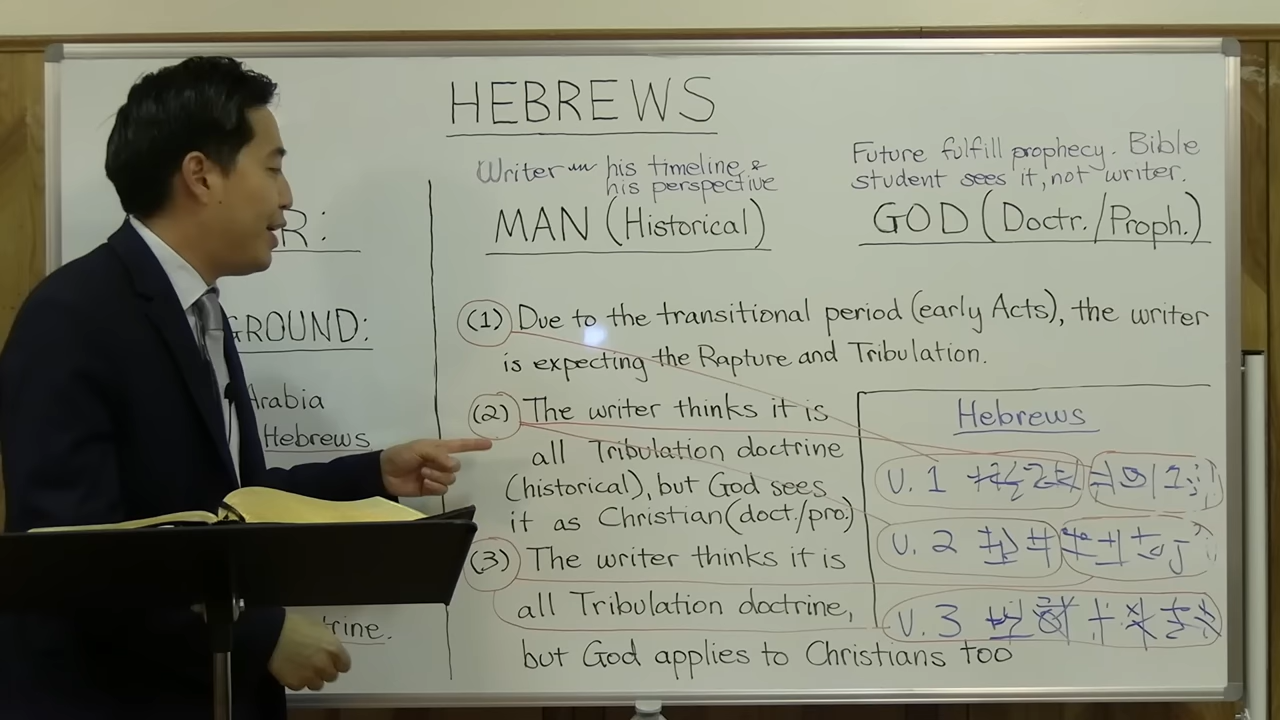 HEBREWS
Writer his timeline &
his perspective
MAN (Historical)
Future fulfill prophecy. Bible
student sees it, not writer.
GOD (Doctr./Proph.)
R:
GROUND:
Arabia
Hebrews
trine.
(1) Due to the transitional period (early Acts), the writer
is expecting the Rapture and Tribulation.
(2) The writer thinks it is
all Tribulation doctrine
(historical), but God sees
it as Christian (doct./pro.)
(3) The writer thinks it is
all Tribulation doctrine,
but God applies to Christians too
Hebrews
V. 1
V. 2
V. 3